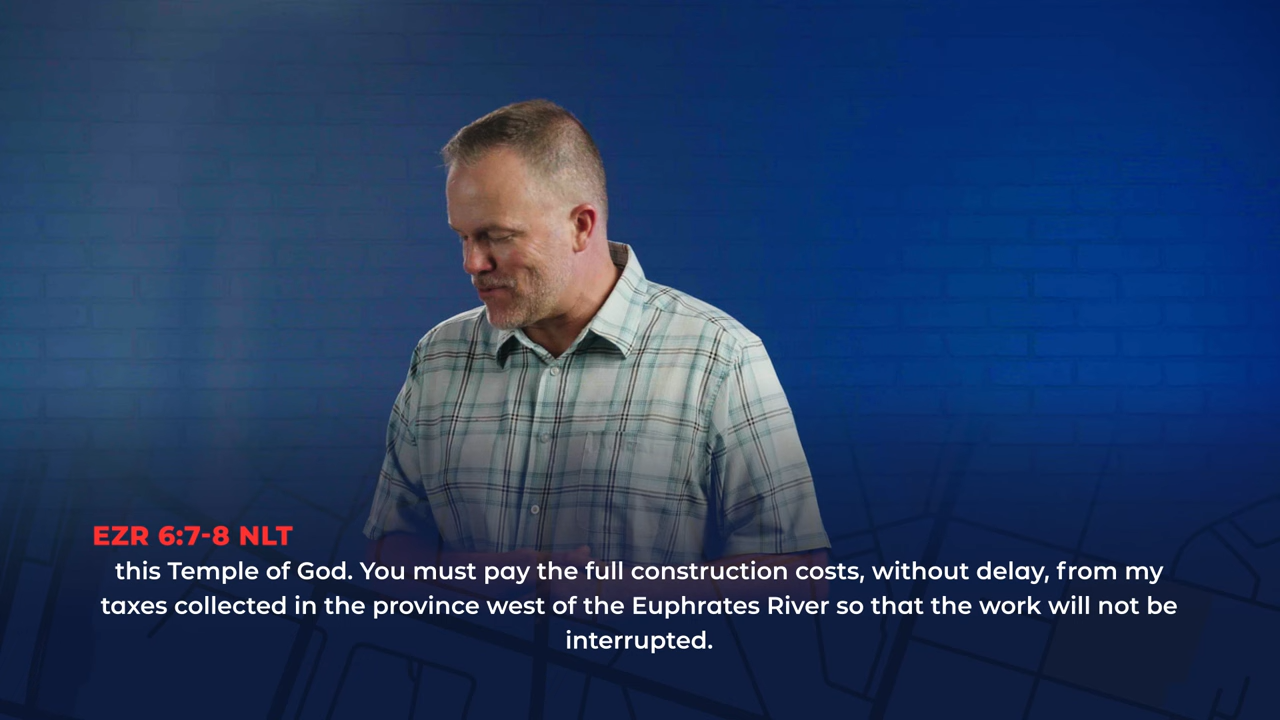 EZR 6:7-8 NLT
this Temple of God. You must pay the full construction costs, without delay, from my
taxes collected in the province west of the Euphrates River so that the work will not be
interrupted.